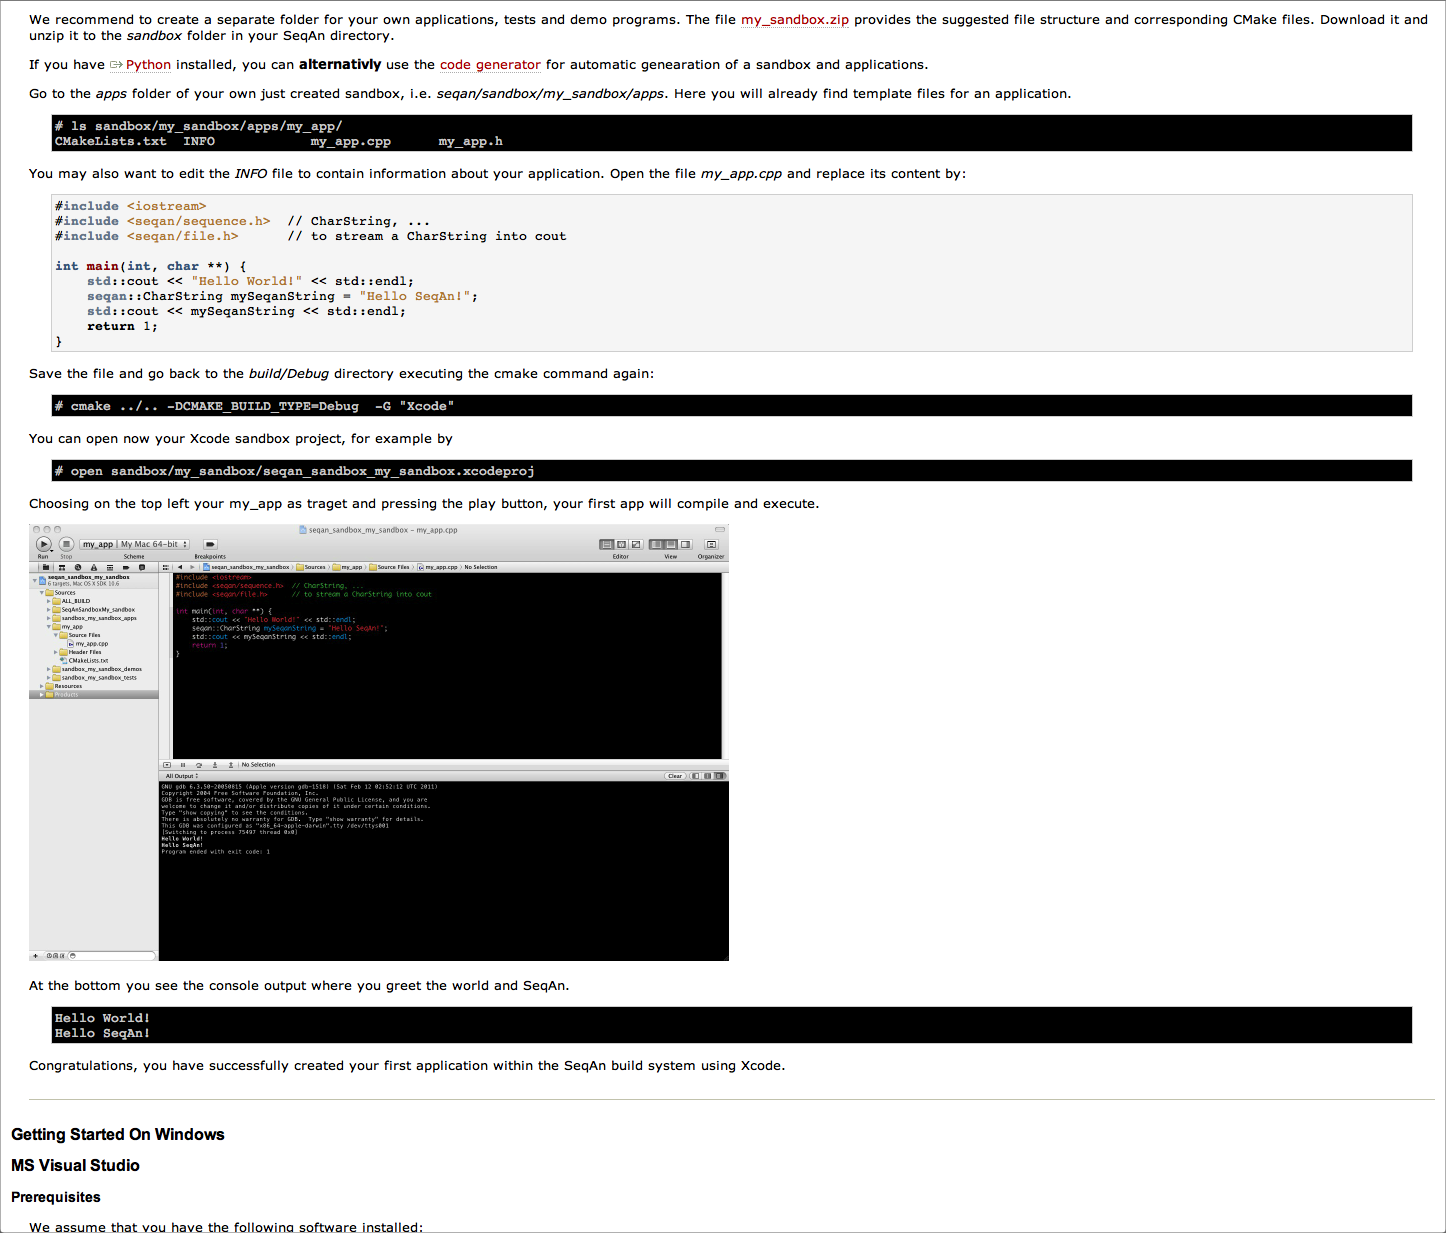 We recommend to create a separate folder for your own applications, tests and demo programs. The file my_sandbox.zip provides the suggested file structure and corresponding CMake files. Download it and
unzip it to the sandbox folder in your SeqAn directory.
If you have Python installed, you can alternativly use the code generator for automatic genearation of a sandbox and applications.
Go to the apps folder of your own just created sandbox, i.e. seqan/sandbox/my_sandbox/apps. Here you will already find template files for an application.
# ls sandbox/my_sandbox/apps/my_app/
CMakeLists.txt  INFO            my_app.cpp      my_app.h
You may also want to edit the INFO file to contain information about your application. Open the file my_app.cpp and replace its content by:
#include <iostream>
#include <seqan/sequence.h>  // CharString, ...
#include <seqan/file.h>      // to stream a CharString into cout
int main(int, char **) {
    std::cout << "Hello World!" << std::endl;
    seqan::CharString mySeqanString = "Hello SeqAn!";
    std::cout << mySeqanString << std::endl;
    return 1;
}
Save the file and go back to the build/Debug directory executing the cmake command again:
# cmake ../.. -DCMAKE_BUILD_TYPE=Debug  -G "Xcode"
You can open now your Xcode sandbox project, for example by
# open sandbox/my_sandbox/seqan_sandbox_my_sandbox.xcodeproj
Choosing on the top left your my_app as traget and pressing the play button, your first app will compile and execute.
seqan_sandbox_my_sandbox - my_app.cpp
my_app My Mac 64-bit
Run Stop Scheme Breakpoints Editor View Organizer
seqan_sandbox_my_sandbox Sources my_app Source Files my_app.cpp No Selection
seqan_sandbox_my_sandbox
6 targets, Mac OS X SDK 10.6
Sources
ALL_BUILD
SeqAnSandboxMy_sandbox
sandbox_my_sandbox_apps
my_app
Source Files
my_app.cpp
Header Files
CMakeLists.txt
sandbox_my_sandbox_demos
sandbox_my_sandbox_tests
Resources
Products
#include <iostream>
#include <seqan/sequence.h>  // CharString, ...
#include <seqan/file.h>      // to stream a CharString into cout
int main(int, char **) {
    std::cout << "Hello World!" << std::endl;
    seqan::CharString mySeqanString = "Hello SeqAn!";
    std::cout << mySeqanString << std::endl;
    return 1;
}
No Selection
All Output Clear
GNU gdb 6.3.50-20050815 (Apple version gdb-1518) (Sat Feb 12 02:52:12 UTC 2011)
Copyright 2004 Free Software Foundation, Inc.
GDB is free software, covered by the GNU General Public License, and you are
welcome to change it and/or distribute copies of it under certain conditions.
Type "show copying" to see the conditions.
There is absolutely no warranty for GDB.  Type "show warranty" for details.
This GDB was configured as "x86_64-apple-darwin".tty /dev/ttys001
[Switching to process 75497 thread 0x0]
Hello World!
Hello SeqAn!
Program ended with exit code: 1
At the bottom you see the console output where you greet the world and SeqAn.
Hello World!
Hello SeqAn!
Congratulations, you have successfully created your first application within the SeqAn build system using Xcode.
Getting Started On Windows
MS Visual Studio
Prerequisites
We assume that you have the following software installed: